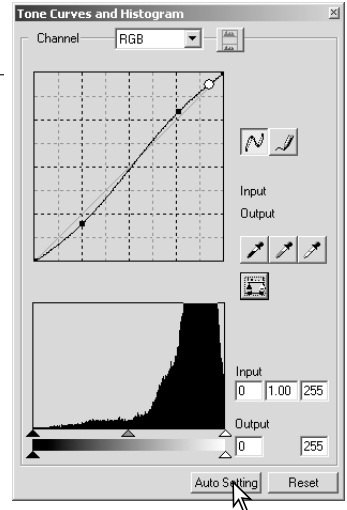 Tone Curves and Histogram
Channel RGB
Input
Output
Input
0 1.00 255
Output
0 255
Auto Setting Reset